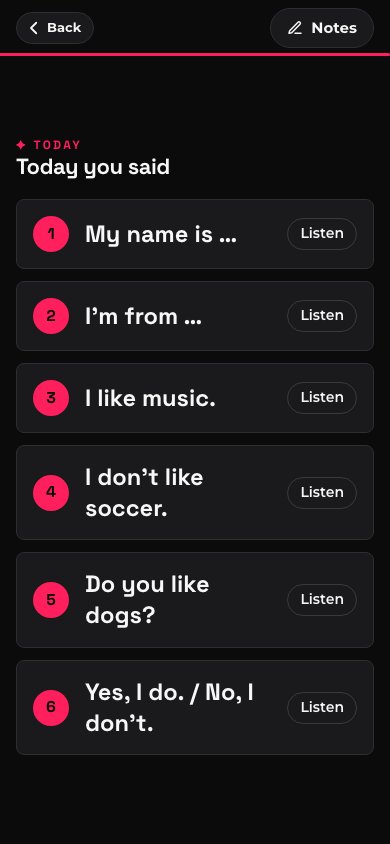 Back
Notes
TODAY
Today you said
1 My name is ... Listen
2 I'm from ... Listen
3 I like music. Listen
4 I don't like
soccer. Listen
5 Do you like
dogs? Listen
6 Yes, I do. / No, I
don't. Listen